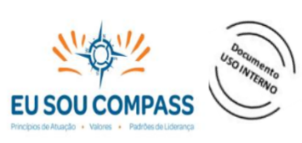 Documento
USO INTERNO
EU SOU COMPASS
Princípios de Atuação • Valores • Padrões de Liderança